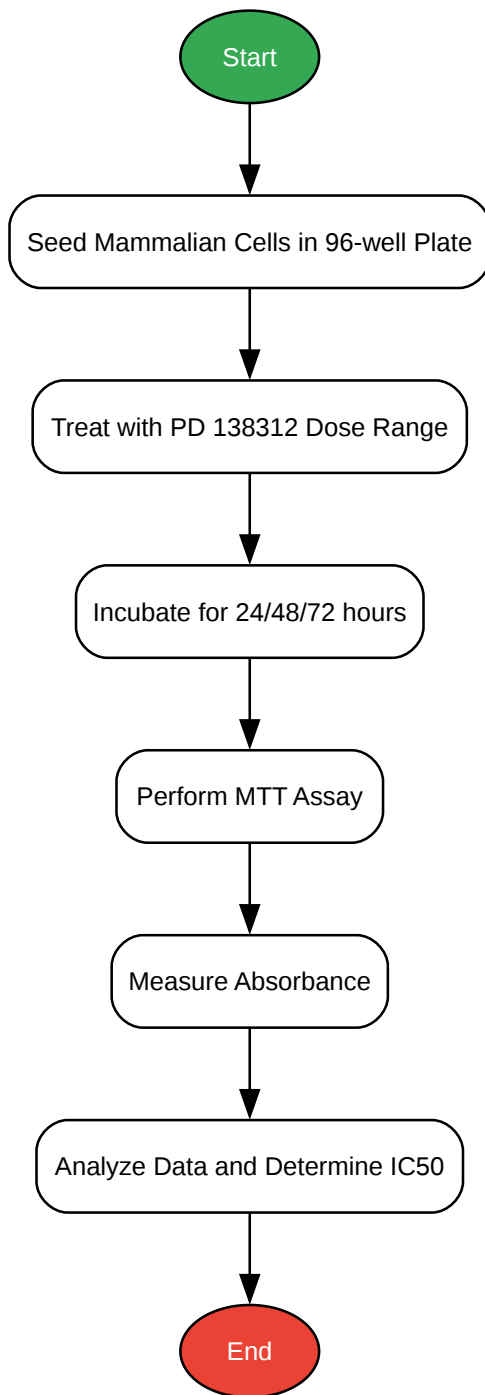 Start
Seed Mammalian Cells in 96-well Plate
Treat with PD 138312 Dose Range
Incubate for 24/48/72 hours
Perform MTT Assay
Measure Absorbance
Analyze Data and Determine IC50
End